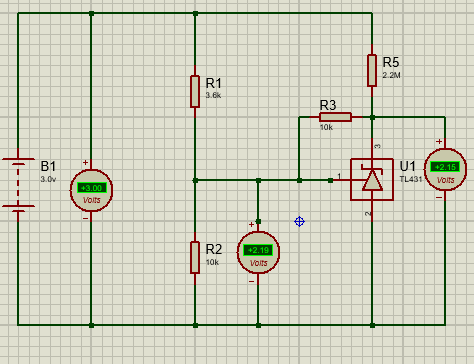 R5
2.2M
R1
3.6k
R3
10k
3
B1
3.0v
+
+3.00
Volts
−
1
U1
TL431
2
+
+2.15
Volts
−
R2
10k
+
+2.19
Volts
−